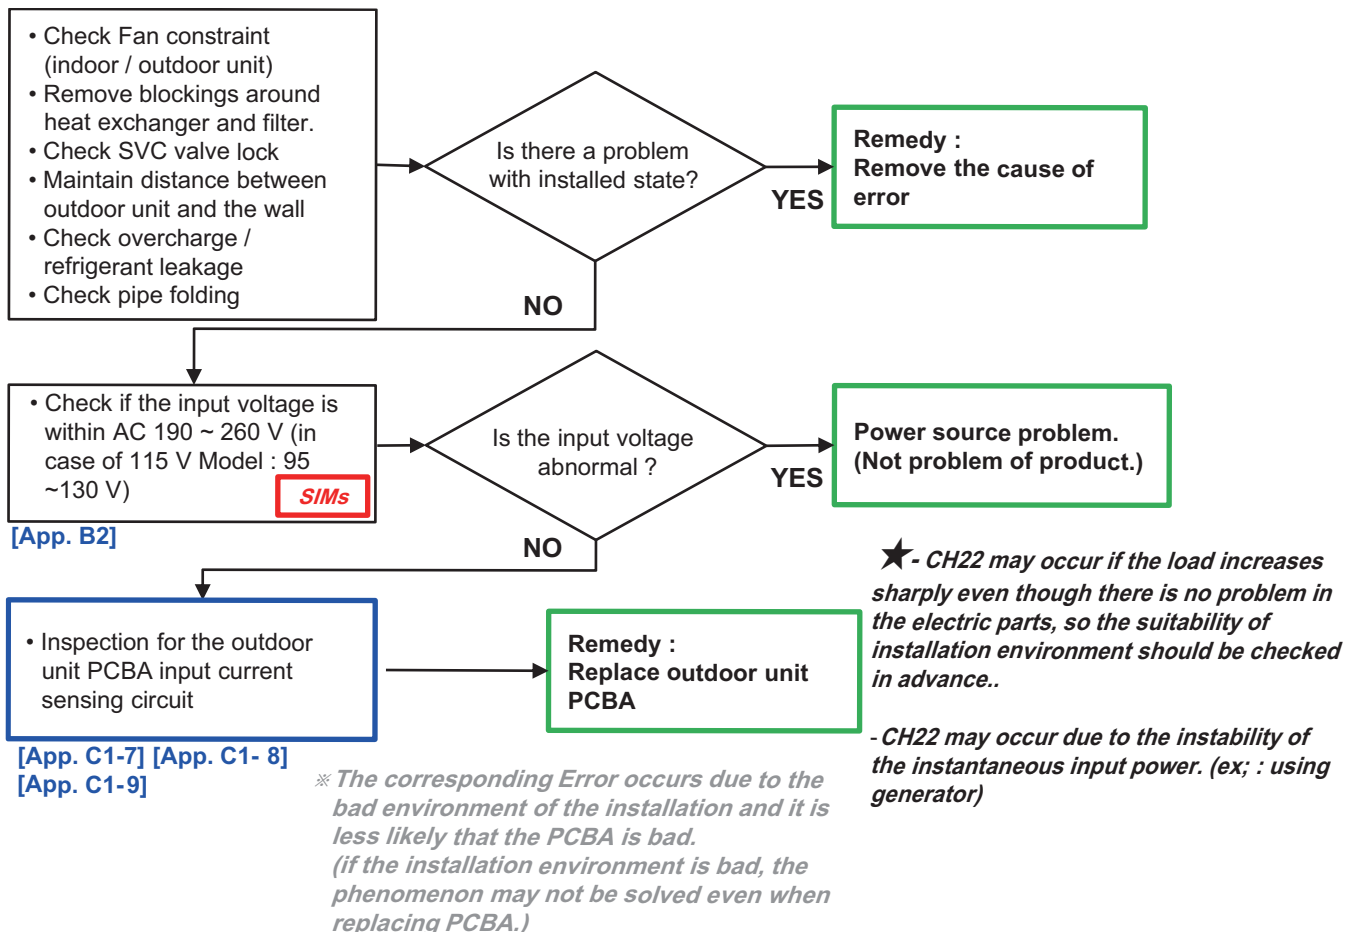 • Check Fan constraint
(indoor / outdoor unit)
• Remove blockings around
heat exchanger and filter.
• Check SVC valve lock
• Maintain distance between
outdoor unit and the wall
• Check overcharge /
refrigerant leakage
• Check pipe folding
Is there a problem
with installed state?
YES
Remedy :
Remove the cause of
error
NO
• Check if the input voltage is
within AC 190 ~ 260 V (in
case of 115 V Model : 95
~130 V)
SIMs
[App. B2]
Is the input voltage
abnormal ?
YES
Power source problem.
(Not problem of product.)
NO
• Inspection for the outdoor
unit PCBA input current
sensing circuit
[App. C1-7] [App. C1- 8]
[App. C1-9]
Remedy :
Replace outdoor unit
PCBA
★- CH22 may occur if the load increases
sharply even though there is no problem in
the electric parts, so the suitability of
installation environment should be checked
in advance..
- CH22 may occur due to the instability of
the instantaneous input power. (ex; : using
generator)
※ The corresponding Error occurs due to the
bad environment of the installation and it is
less likely that the PCBA is bad.
(if the installation environment is bad, the
phenomenon may not be solved even when
replacing PCBA.)